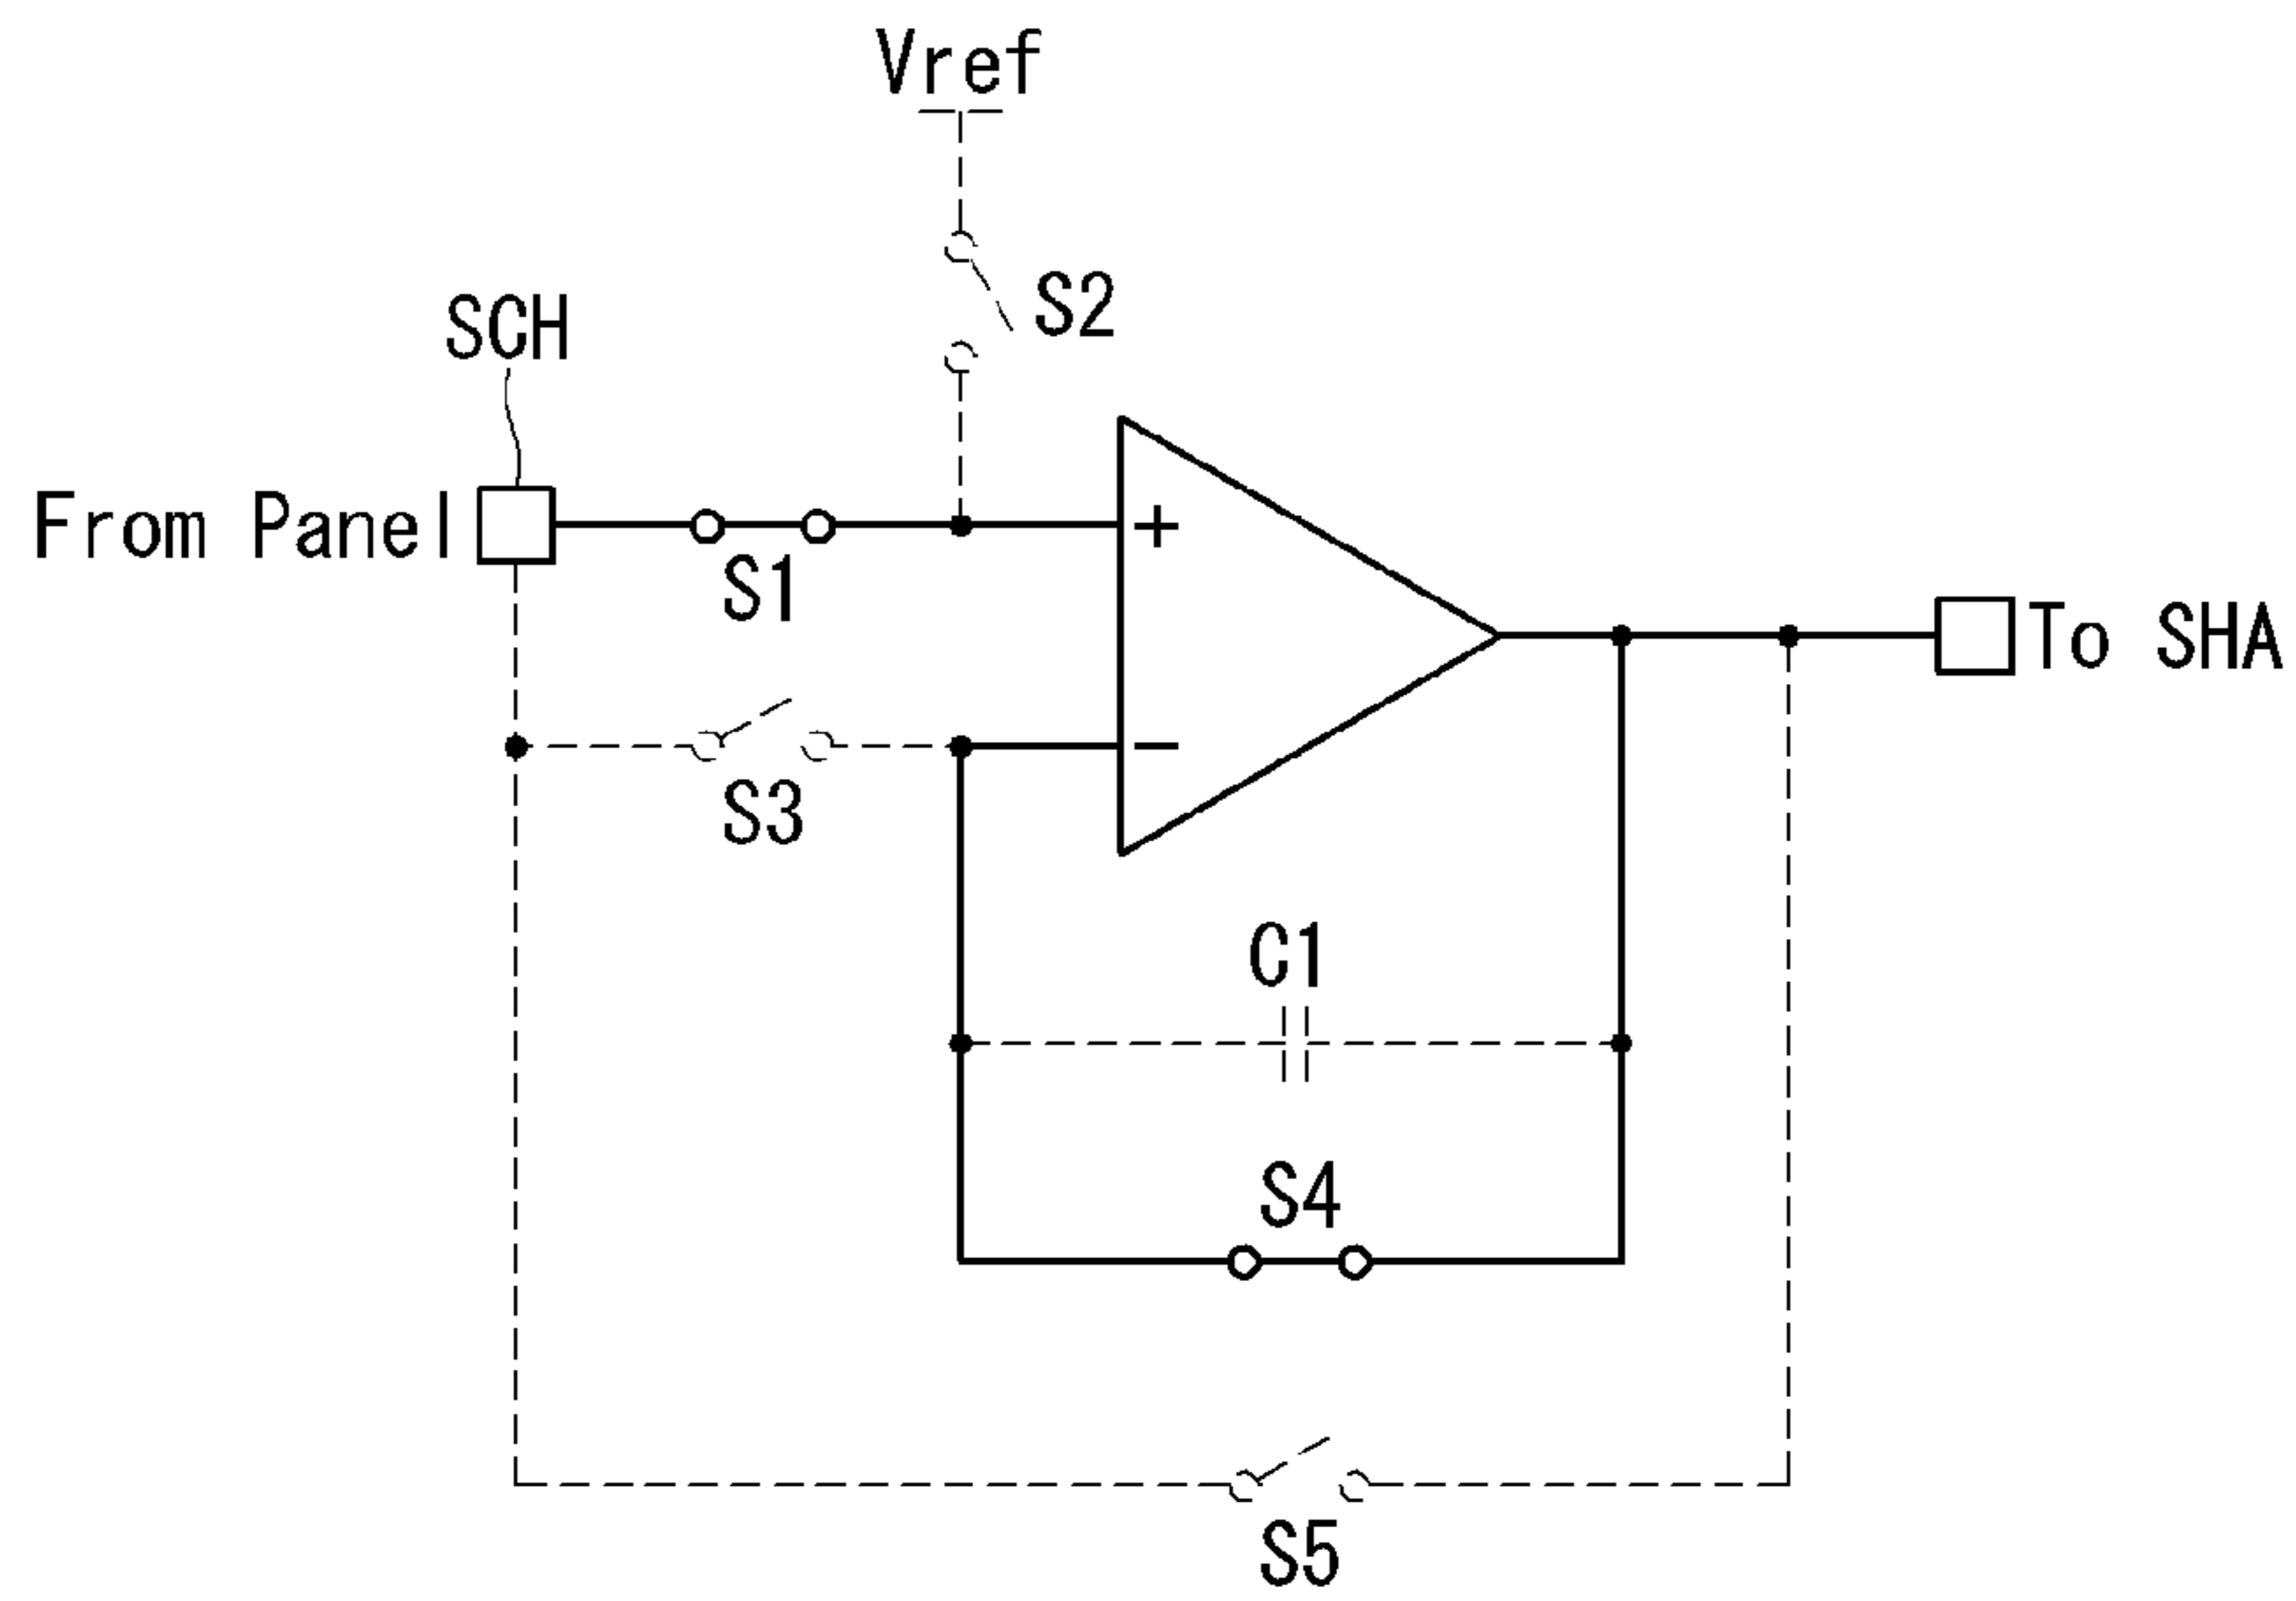 Vref
S2
SCH
From Panel
+
S1
To SHA
S3
−
C1
S4
S5